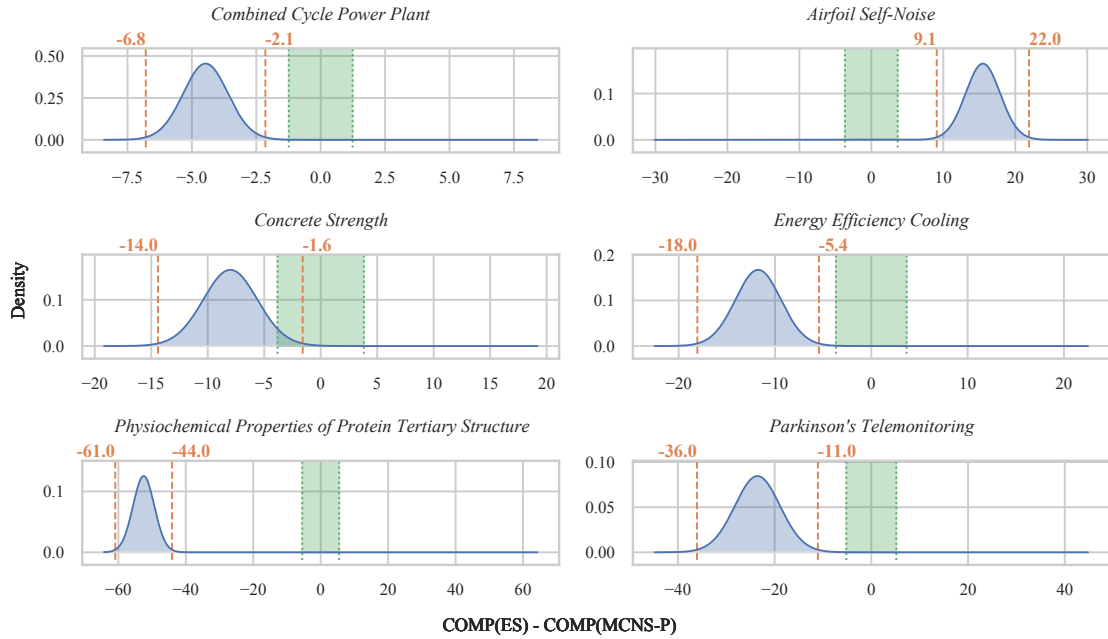 Combined Cycle Power Plant
-6.8 -2.1
0.50
0.25
0.00
−7.5 −5.0 −2.5 0.0 2.5 5.0 7.5
Airfoil Self-Noise
9.1 22.0
0.1
0.0
−30 −20 −10 0 10 20 30
Concrete Strength
-14.0 -1.6
0.1
0.0
−20 −15 −10 −5 0 5 10 15 20
Energy Efficiency Cooling
-18.0 -5.4
0.2
0.1
0.0
−20 −10 0 10 20
Density
Physiochemical Properties of Protein Tertiary Structure
-61.0 -44.0
0.1
0.0
−60 −40 −20 0 20 40 60
Parkinson's Telemonitoring
-36.0 -11.0
0.10
0.05
0.00
−40 −20 0 20 40
COMP(ES) - COMP(MCNS-P)